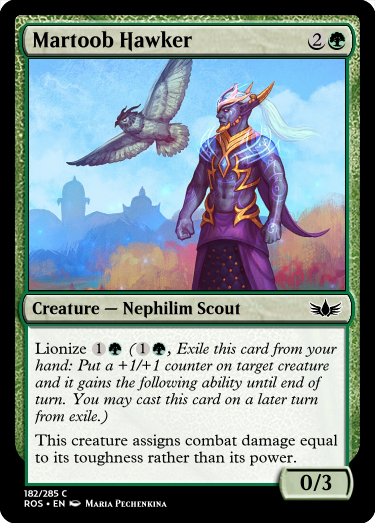 Martoob Hawker 2
Creature — Nephilim Scout
Lionize 1 (1, Exile this card from your
hand: Put a +1/+1 counter on target creature
and it gains the following ability until end of
turn. You may cast this card on a later turn
from exile.)
This creature assigns combat damage equal
to its toughness rather than its power.
0/3
182/285 C
ROS • EN Maria Pechenkina